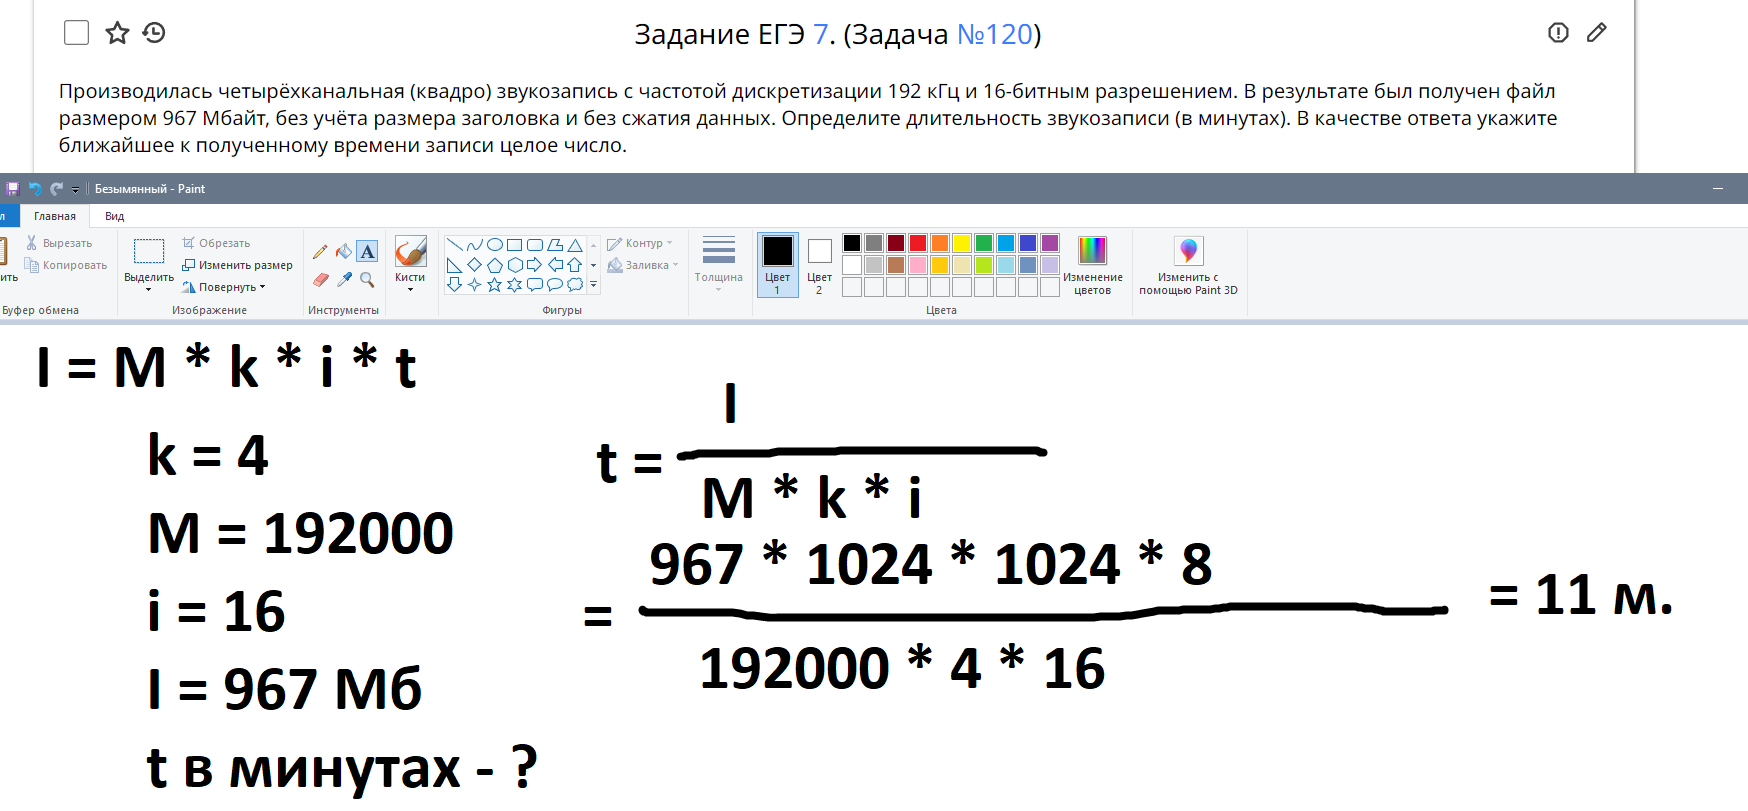 Задание ЕГЭ 7. (Задача №120)
Производилась четырёхканальная (квадро) звукозапись с частотой дискретизации 192 кГц и 16-битным разрешением. В результате был получен файл
размером 967 Мбайт, без учёта размера заголовка и без сжатия данных. Определите длительность звукозаписи (в минутах). В качестве ответа укажите
ближайшее к полученному времени записи целое число.
Безымянный - Paint
л Главная Вид
Вырезать
Копировать
ить
Буфер обмена
Выделить
Обрезать
Изменить размер
Повернуть
Изображение
A
Инструменты
Кисти
Контур
Заливка
Фигуры
Толщина
Цвет
1
Цвет
2
Изменение
цветов
Цвета
Изменить с
помощью Paint 3D
I = M * k * i * t
k = 4
M = 192000
i = 16
I = 967 Мб
t в минутах - ?
I
t =
M * k * i
967 * 1024 * 1024 * 8
=
192000 * 4 * 16
= 11 м.